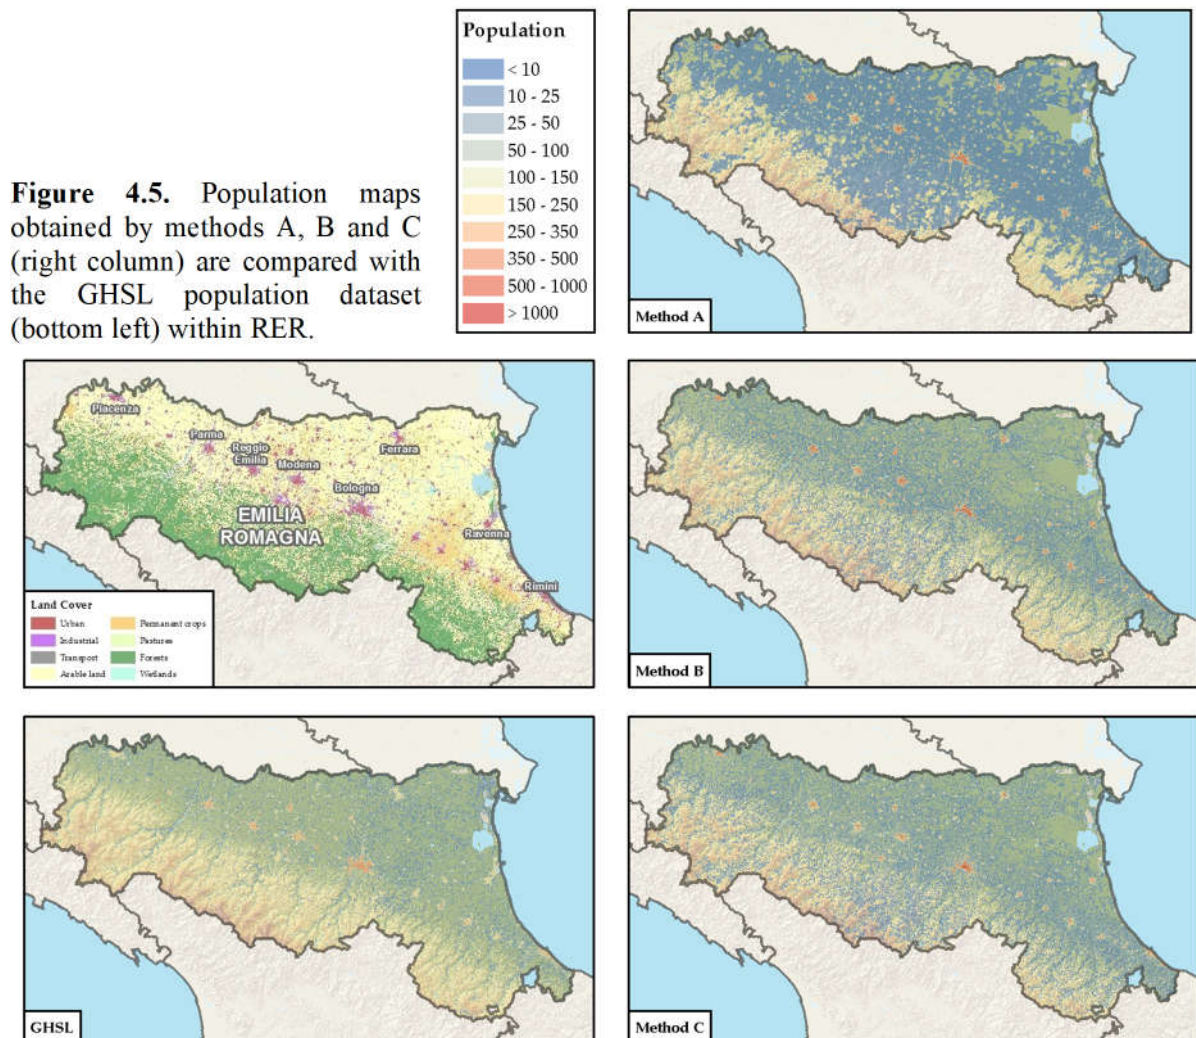 Figure 4.5. Population maps
obtained by methods A, B and C
(right column) are compared with
the GHSL population dataset
(bottom left) within RER.
Population
< 10
10 - 25
25 - 50
50 - 100
100 - 150
150 - 250
250 - 350
350 - 500
500 - 1000
> 1000
Method A
Piacenza
Parma
Reggio
Emilia
Modena
Ferrara
Bologna
EMILIA
ROMAGNA
Ravenna
Rimini
Land Cover
Urban
Industrial
Transport
Arable land
Permanent crops
Pastures
Forests
Wetlands
Method B
GHSL
Method C